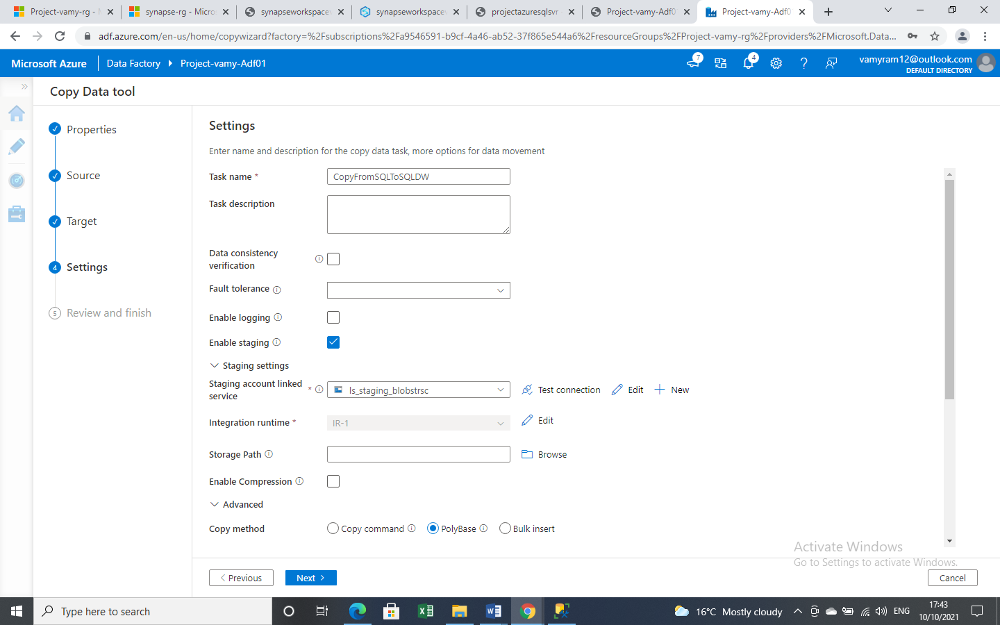 Project-vamy-rg -
synapse-rg - Micros
synapseworkspace
synapseworkspace
projectazuresqlsvr
Project-vamy-Adf0
Project-vamy-Adf0
adf.azure.com/en-us/home/copywizard?factory=%2Fsubscriptions%2Fa9546591-b9cf-4a46-ab52-37f865e544a6%2FresourceGroups%2FProject-vamy-rg%2Fproviders%2FMicrosoft.Data...
Microsoft Azure
Data Factory
Project-vamy-Adf01
7
4
vamyram12@outlook.com
DEFAULT DIRECTORY
Copy Data tool
Properties
Source
Target
4 Settings
5 Review and finish
Settings
Enter name and description for the copy data task, more options for data movement
Task name * CopyFromSQLToSQLDW
Task description
Data consistency
verification
Fault tolerance
Enable logging
Enable staging
Staging settings
Staging account linked
service *
ls_staging_blobstrsc
Test connection Edit New
Integration runtime * IR-1 Edit
Storage Path Browse
Enable Compression
Advanced
Copy method Copy command PolyBase Bulk insert
Activate Windows
Go to Settings to activate Windows.
< Previous Next > Cancel
Type here to search
16°C Mostly cloudy
ENG
17:43
10/10/2021